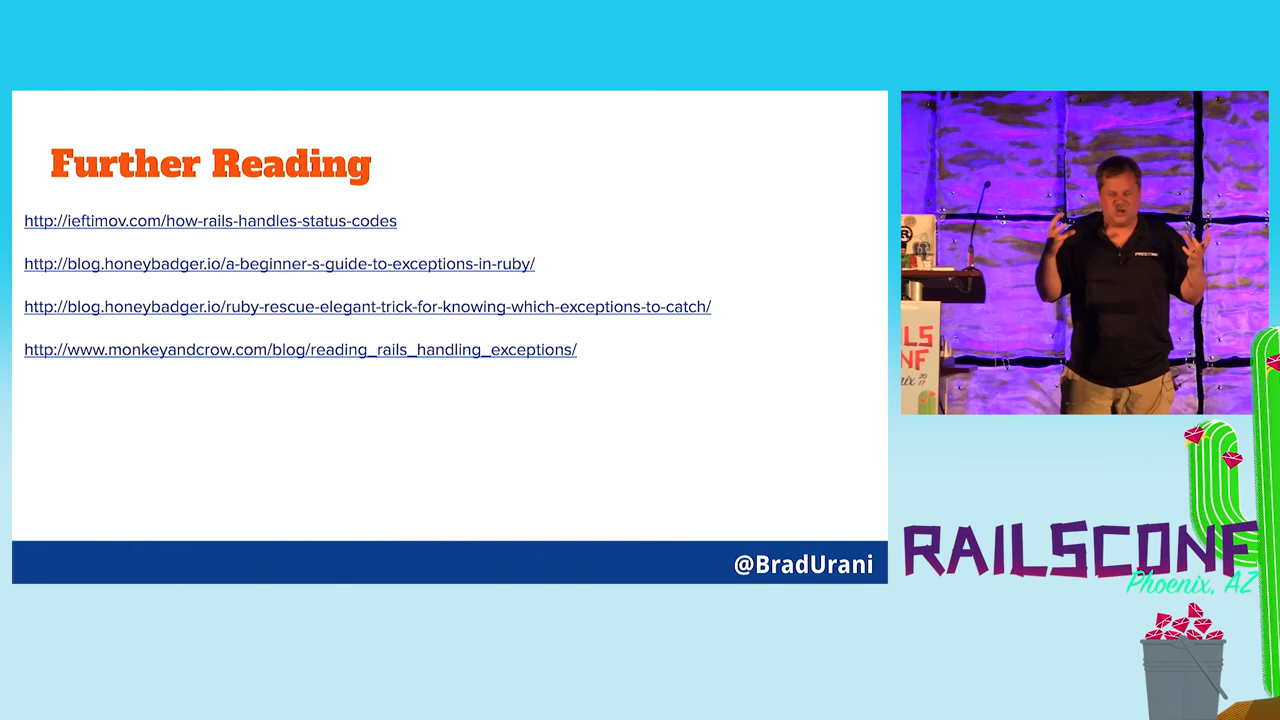 Further Reading
http://ieftimov.com/how-rails-handles-status-codes
http://blog.honeybadger.io/a-beginner-s-guide-to-exceptions-in-ruby/
http://blog.honeybadger.io/ruby-rescue-elegant-trick-for-knowing-which-exceptions-to-catch/
http://www.monkeyandcrow.com/blog/reading_rails_handling_exceptions/
@BradUrani
RAILSCONF
Phoenix, AZ